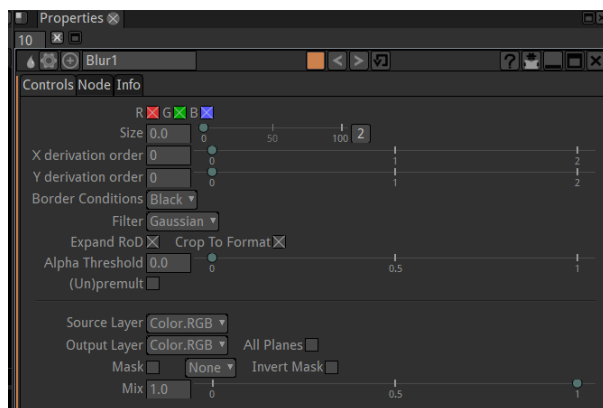 Properties
10
Blur1
Controls Node Info
R G B
Size 0.0 0 50 100 2
X derivation order 0 0 1 2
Y derivation order 0 0 1 2
Border Conditions Black
Filter Gaussian
Expand RoD Crop To Format
Alpha Threshold 0.0 0 0.5 1
(Un)premult
Source Layer Color.RGB
Output Layer Color.RGB All Planes
Mask None Invert Mask
Mix 1.0 0 0.5 1